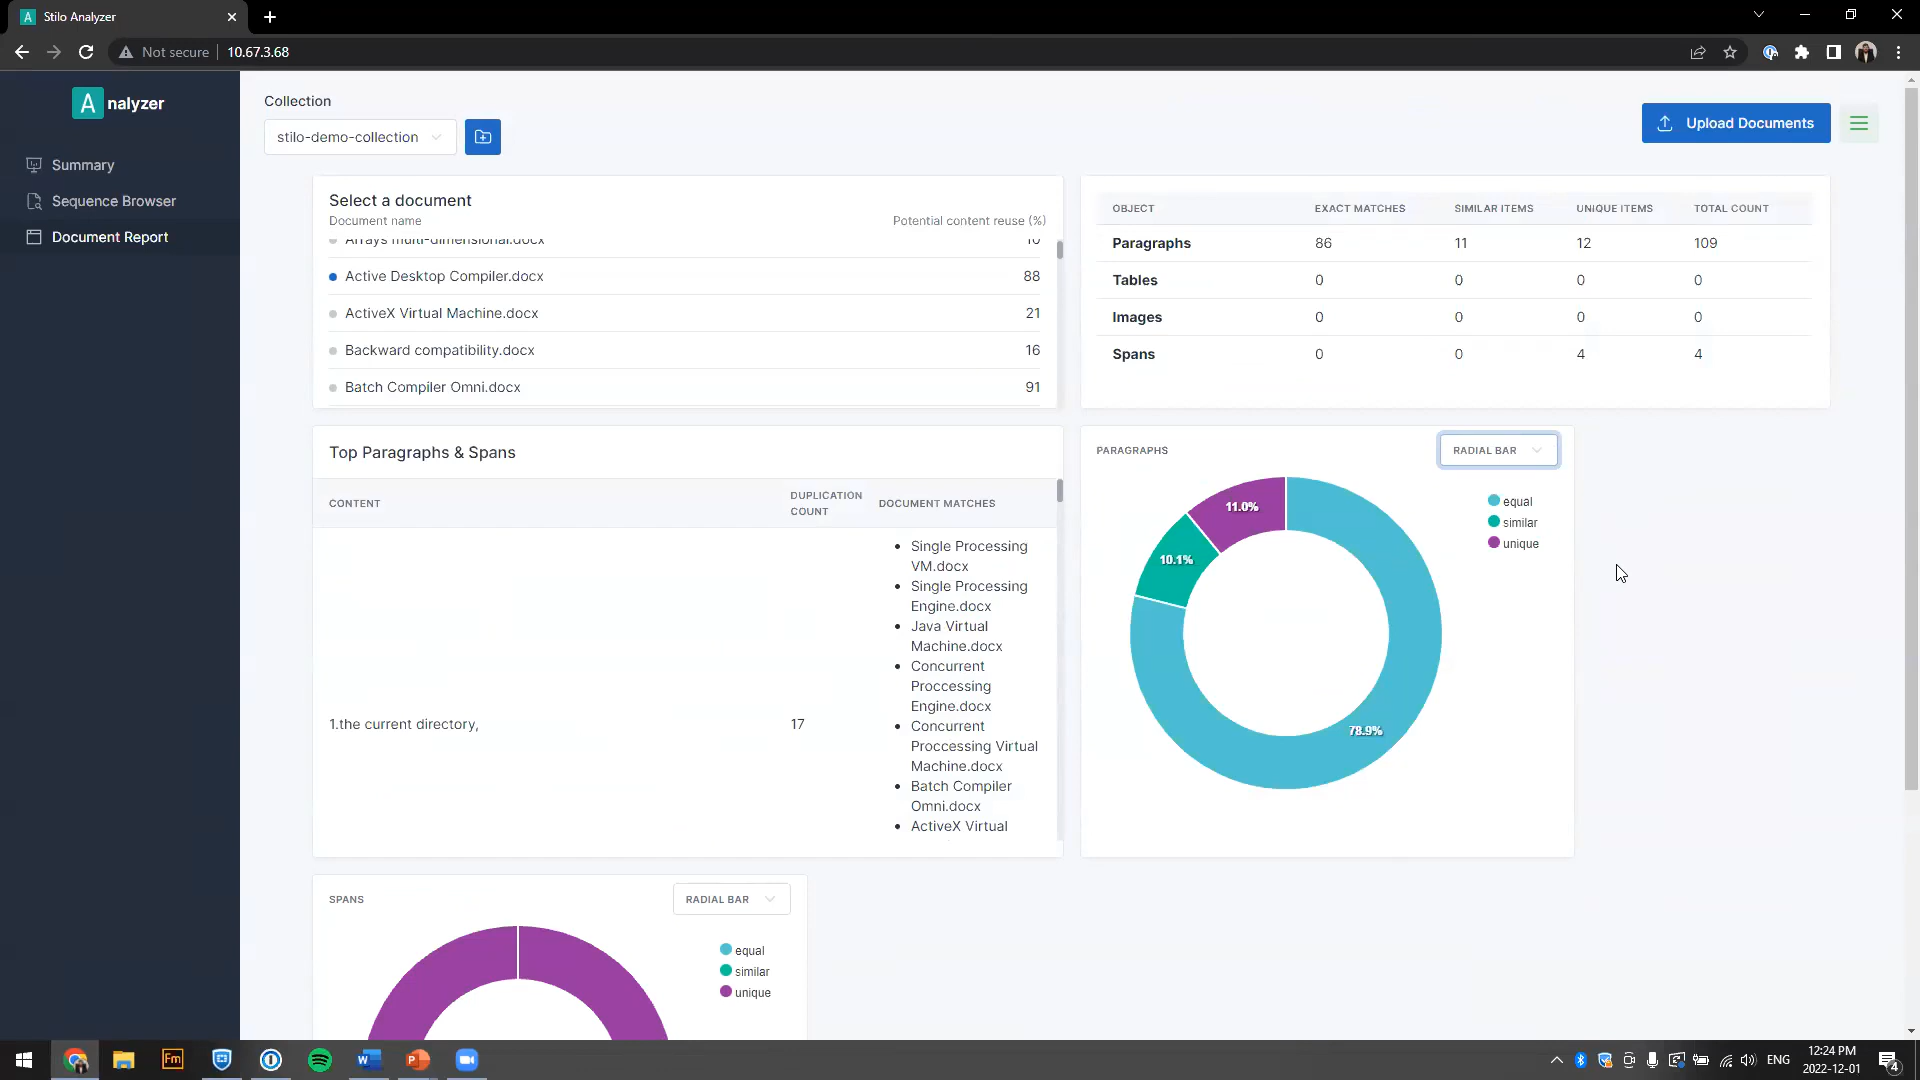 Stilo Analyzer
Not secure
10.67.3.68
A nalyzer
Summary
Sequence Browser
Document Report
Collection
stilo-demo-collection
Upload Documents
Select a document
Document name
Potential content reuse (%)
Arrays multi-dimensional.docx 10
Active Desktop Compiler.docx 88
ActiveX Virtual Machine.docx 21
Backward compatibility.docx 16
Batch Compiler Omni.docx 91
OBJECT EXACT MATCHES SIMILAR ITEMS UNIQUE ITEMS TOTAL COUNT
Paragraphs 86 11 12 109
Tables 0 0 0 0
Images 0 0 0 0
Spans 0 0 4 4
Top Paragraphs & Spans
CONTENT
DUPLICATION
COUNT
DOCUMENT MATCHES
1.the current directory,
17
Single Processing
VM.docx
Single Processing
Engine.docx
Java Virtual
Machine.docx
Concurrent
Proccessing
Engine.docx
Concurrent
Proccessing Virtual
Machine.docx
Batch Compiler
Omni.docx
ActiveX Virtual
PARAGRAPHS
RADIAL BAR
11.0%
10.1%
78.9%
equal
similar
unique
SPANS
RADIAL BAR
equal
similar
unique
Fm
ENG
12:24 PM
2022-12-01
4